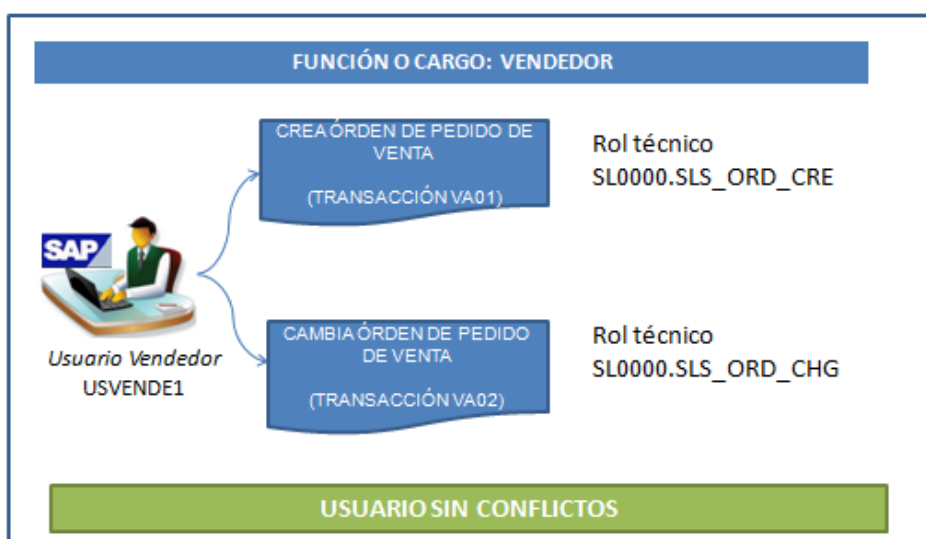 FUNCIÓN O CARGO: VENDEDOR
CREA ÓRDEN DE PEDIDO DE
VENTA
(TRANSACCIÓN VA01)
Rol técnico
SL0000.SLS_ORD_CRE
SAP
Usuario Vendedor
USVENDE1
CAMBIA ÓRDEN DE PEDIDO
DE VENTA
(TRANSACCIÓN VA02)
Rol técnico
SL0000.SLS_ORD_CHG
USUARIO SIN CONFLICTOS